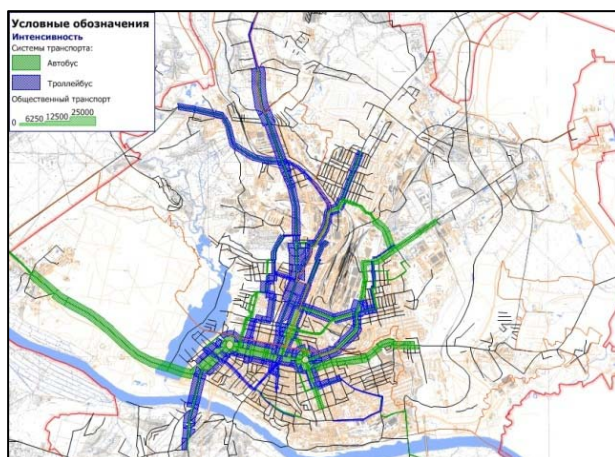 Условные обозначения
Интенсивность
Системы транспорта:
Автобус
Троллейбус
Общественный транспорт
0 6250 12500 25000